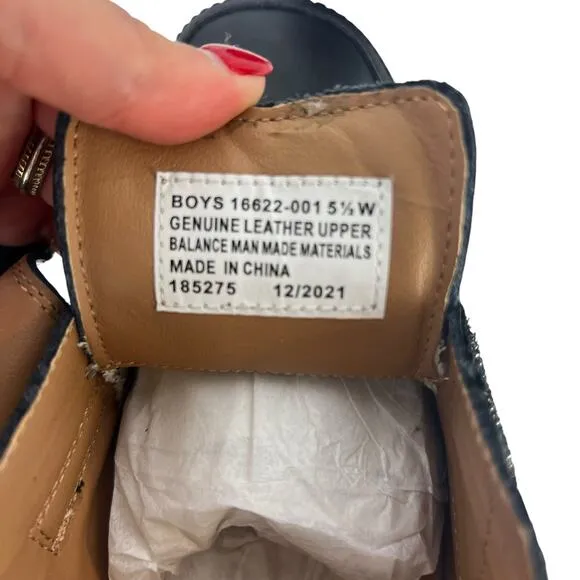 BOYS 16622-001 5½ W
GENUINE LEATHER UPPER
BALANCE MAN MADE MATERIALS
MADE IN CHINA
185275 12/2021